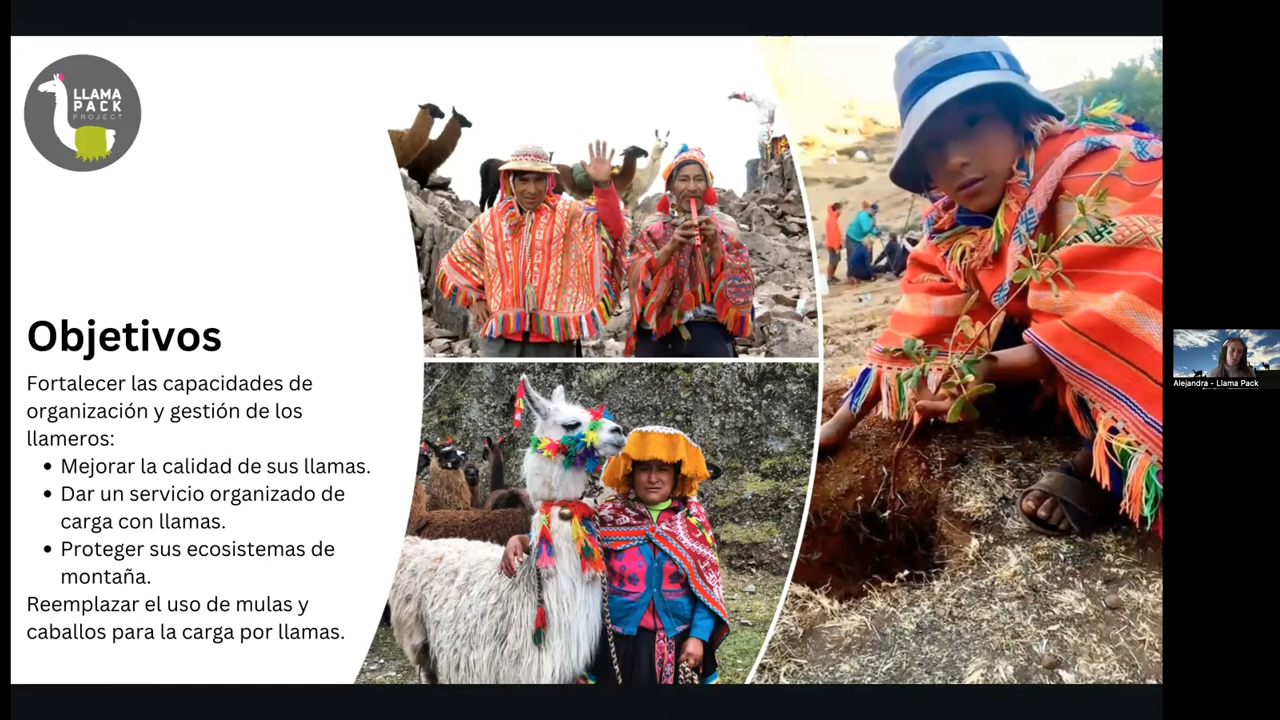 LLAMA
PACK
PROJECT
Objetivos
Fortalecer las capacidades de
organización y gestión de los
llameros:
• Mejorar la calidad de sus llamas.
• Dar un servicio organizado de
carga con llamas.
• Proteger sus ecosistemas de
montaña.
Reemplazar el uso de mulas y
caballos para la carga por llamas.
Alejandra - Llama Pack